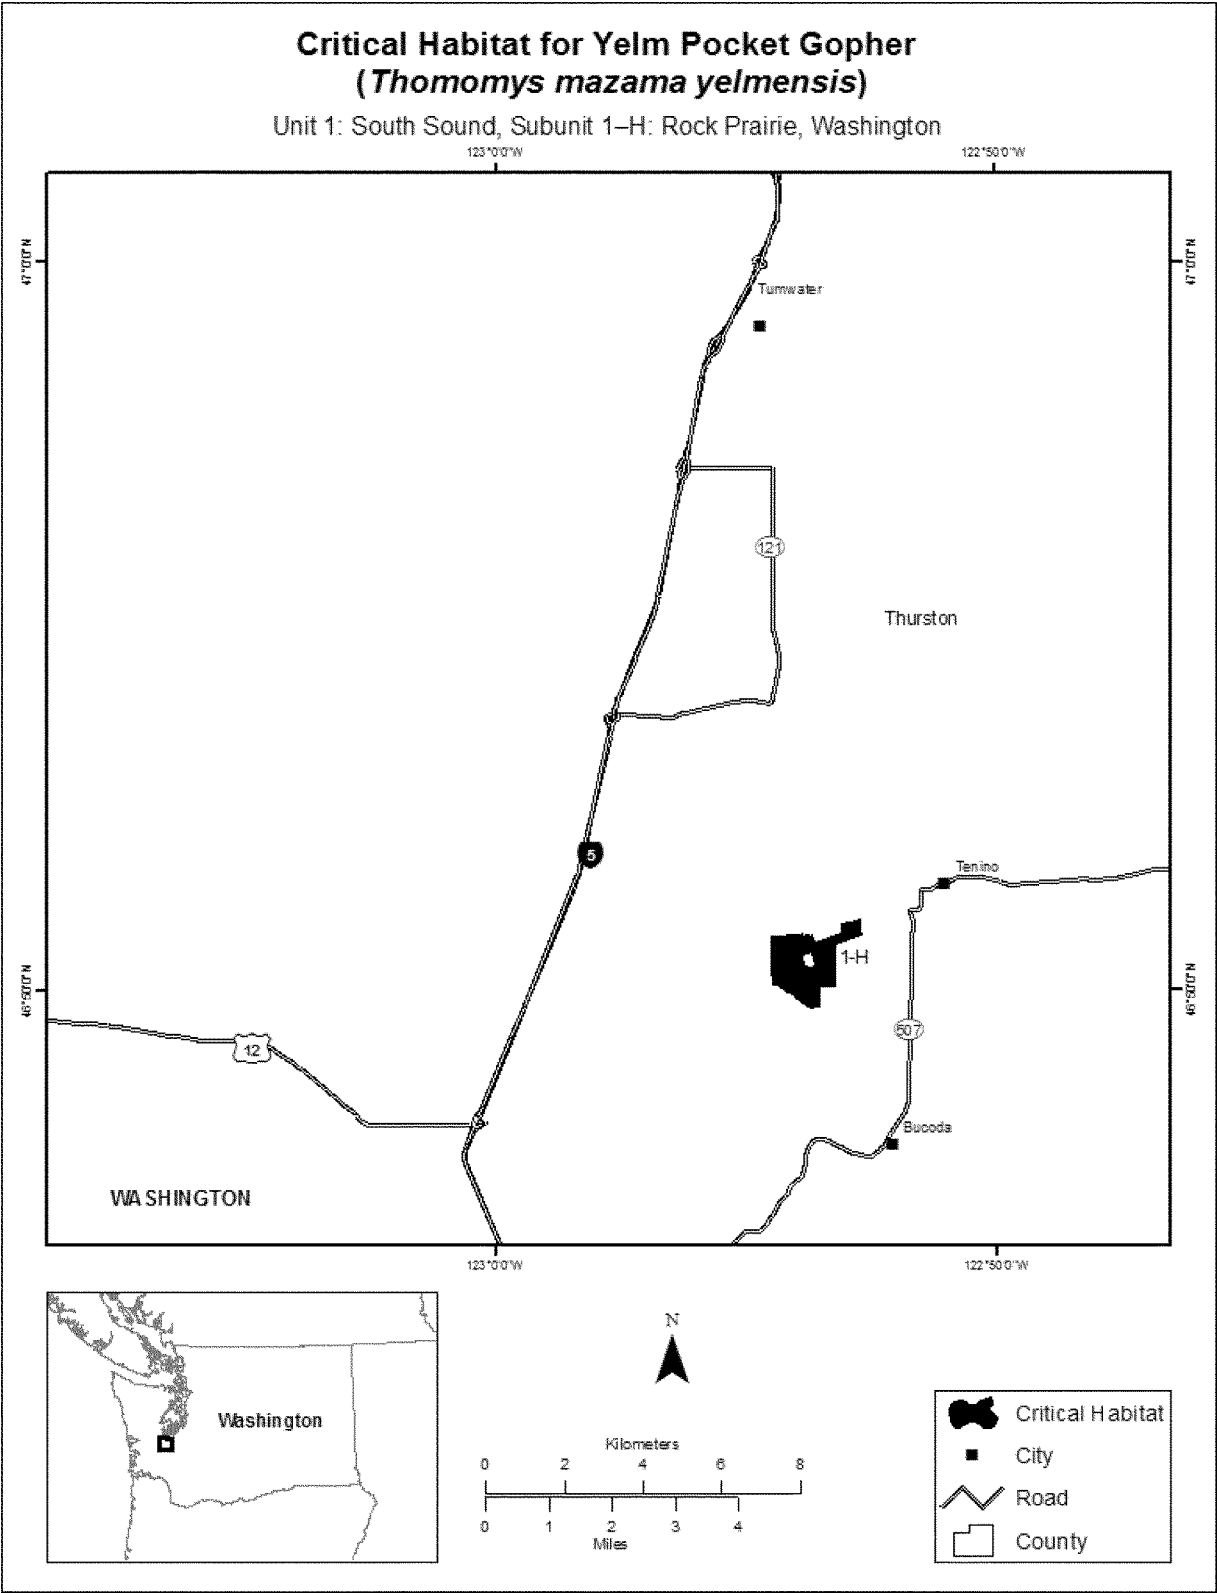 Critical Habitat for Yelm Pocket Gopher
(Thomomys mazama yelmensis)
Unit 1: South Sound, Subunit 1–H: Rock Prairie, Washington
123°0'0"W
122°50'0"W
47°0'0"N
47°0'0"N
Tumwater
121
Thurston
5
Tenino
1-H
46°50'0"N
46°50'0"N
507
12
Bucoda
WASHINGTON
123°0'0"W
122°50'0"W
Washington
N
Kilometers
0 2 4 6 8
0 1 2 3 4
Miles
Critical Habitat
City
Road
County